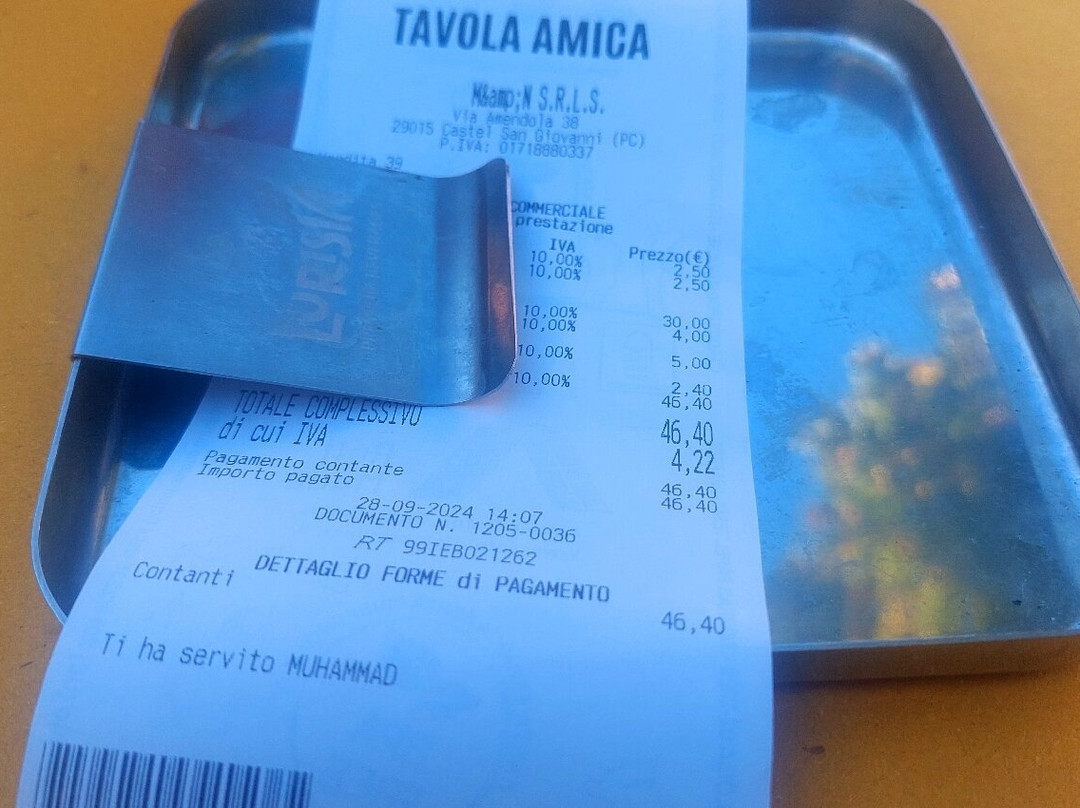 TAVOLA AMICA
M&amp;N S.R.L.S.
Via Amendola 38
29015 Castel San Giovanni (PC)
P.IVA: 01718880337
39
COMMERCIALE
prestazione
IVA Prezzo(€)
10,00% 2,50
10,00% 2,50
10,00% 30,00
10,00% 4,00
10,00% 5,00
10,00% 2,40
46,40
TOTALE COMPLESSIVO 46,40
di cui IVA 4,22
Pagamento contante 46,40
Importo pagato 46,40
28-09-2024 14:07
DOCUMENTO N. 1205-0036
RT 99IEB021262
DETTAGLIO FORME di PAGAMENTO
Contanti 46,40
Ti ha servito MUHAMMAD
LURISIA